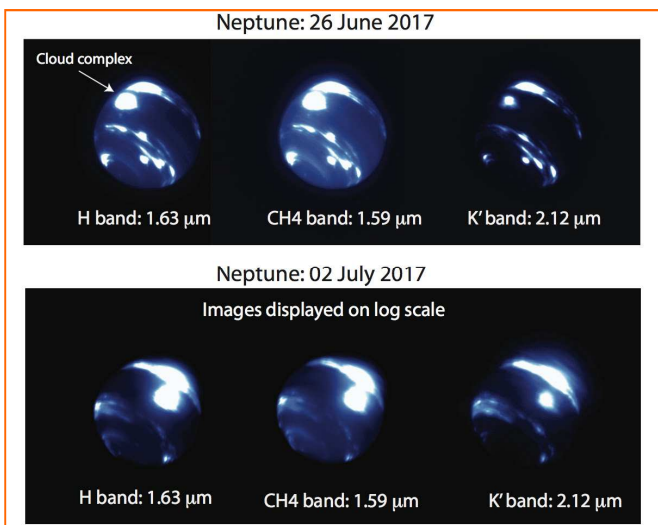 Neptune: 26 June 2017
Cloud complex
H band: 1.63 μm
CH4 band: 1.59 μm
K' band: 2.12 μm
Neptune: 02 July 2017
Images displayed on log scale
H band: 1.63 μm
CH4 band: 1.59 μm
K' band: 2.12 μm